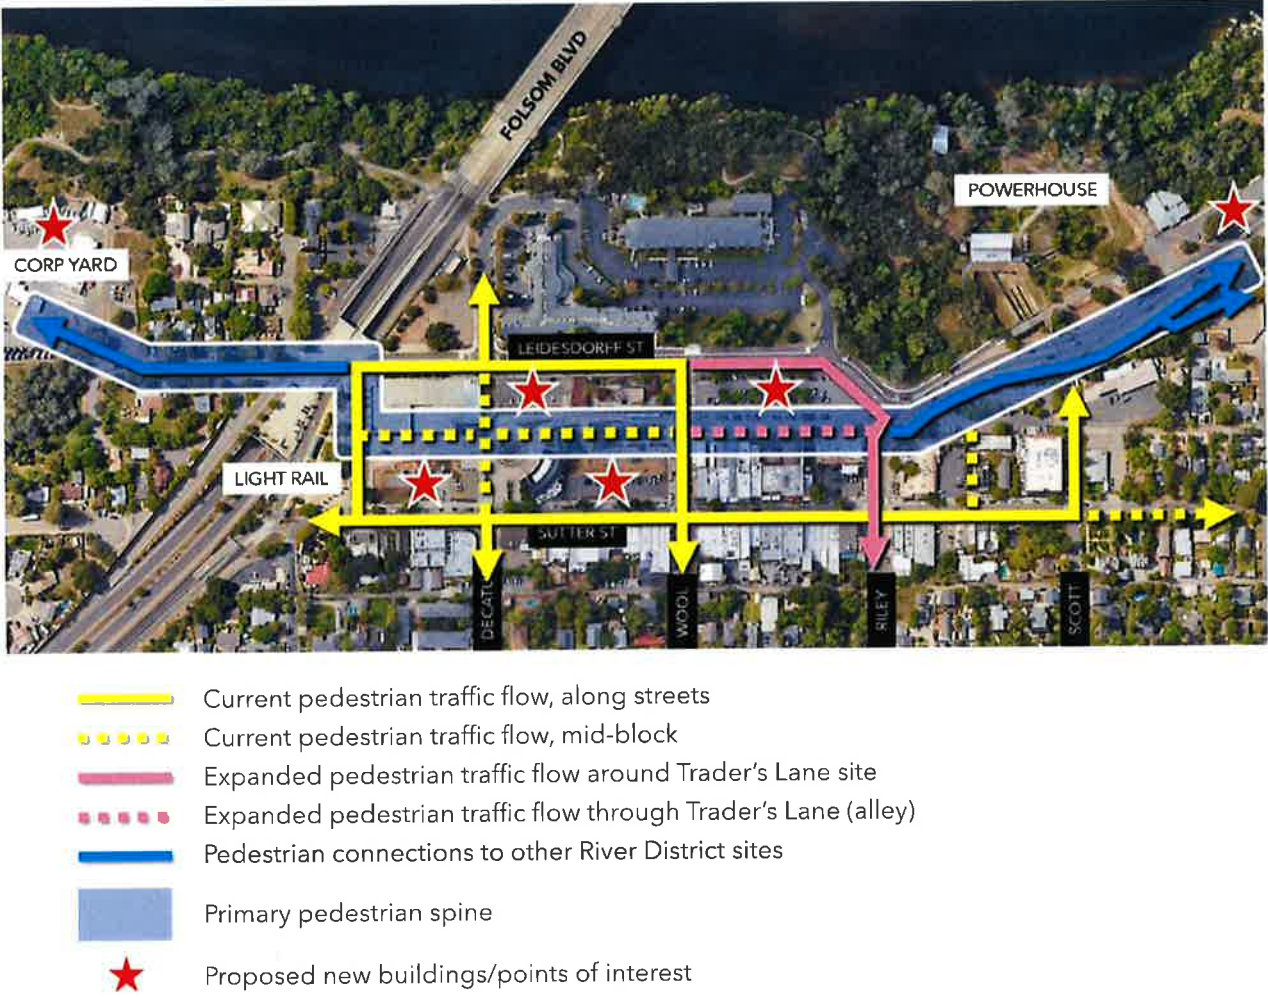 FOLSOM BLVD
POWERHOUSE
CORP YARD
LEIDESDORFF ST
LIGHT RAIL
SUTTER ST
DECATU
WOOL
RILEY
SCOTT
Current pedestrian traffic flow, along streets
Current pedestrian traffic flow, mid-block
Expanded pedestrian traffic flow around Trader's Lane site
Expanded pedestrian traffic flow through Trader's Lane (alley)
Pedestrian connections to other River District sites
Primary pedestrian spine
Proposed new buildings/points of interest